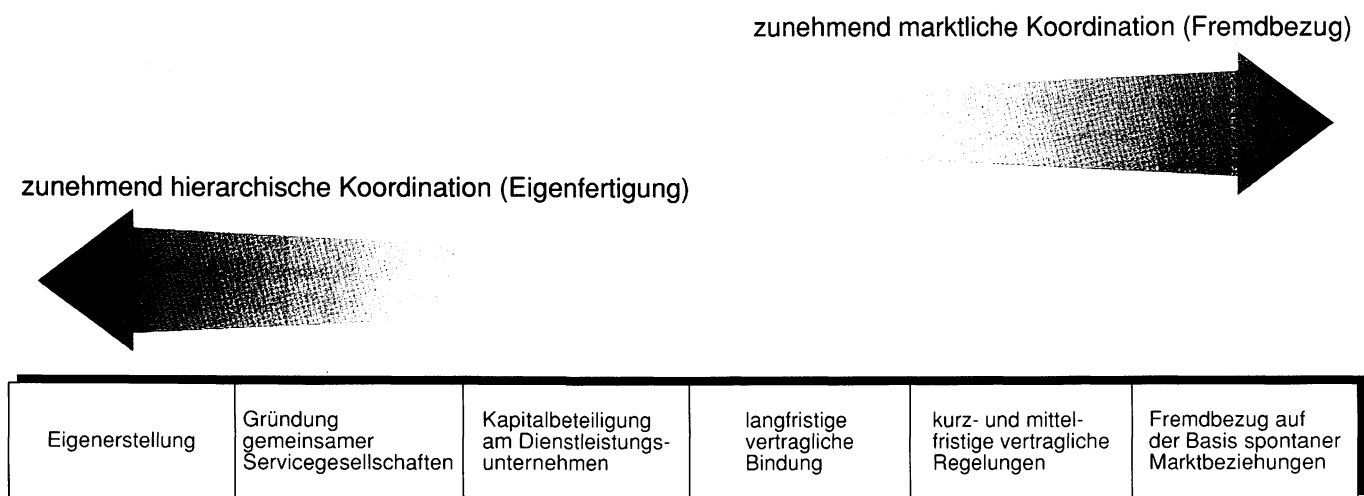 zunehmend marktliche Koordination (Fremdbezug)
zunehmend hierarchische Koordination (Eigenfertigung)
Eigenerstellung
Gründung
gemeinsamer
Servicegesellschaften
Kapitalbeteiligung
am Dienstleistungs-
unternehmen
langfristige
vertragliche
Bindung
kurz- und mittel-
fristige vertragliche
Regelungen
Fremdbezug auf
der Basis spontaner
Marktbeziehungen